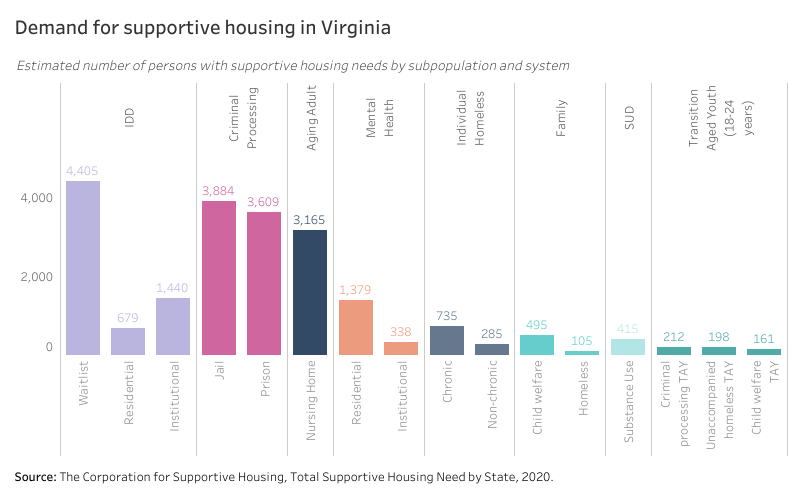 Demand for supportive housing in Virginia
Estimated number of persons with supportive housing needs by subpopulation and system
IDD
Criminal
Processing
Aging Adult
Mental
Health
Individual
Homeless
Family
SUD
Transition
Aged Youth
(18-24
years)
4,000
2,000
0
4,405
679
1,440
3,884
3,609
3,165
1,379
338
735
285
495
105
415
212
198
161
Waitlist
Residential
Institutional
Jail
Prison
Nursing Home
Residential
Institutional
Chronic
Non-chronic
Child welfare
Homeless
Substance Use
Criminal
processing TAY
Unaccompanied
homeless TAY
Child welfare
TAY
Source: The Corporation for Supportive Housing, Total Supportive Housing Need by State, 2020.